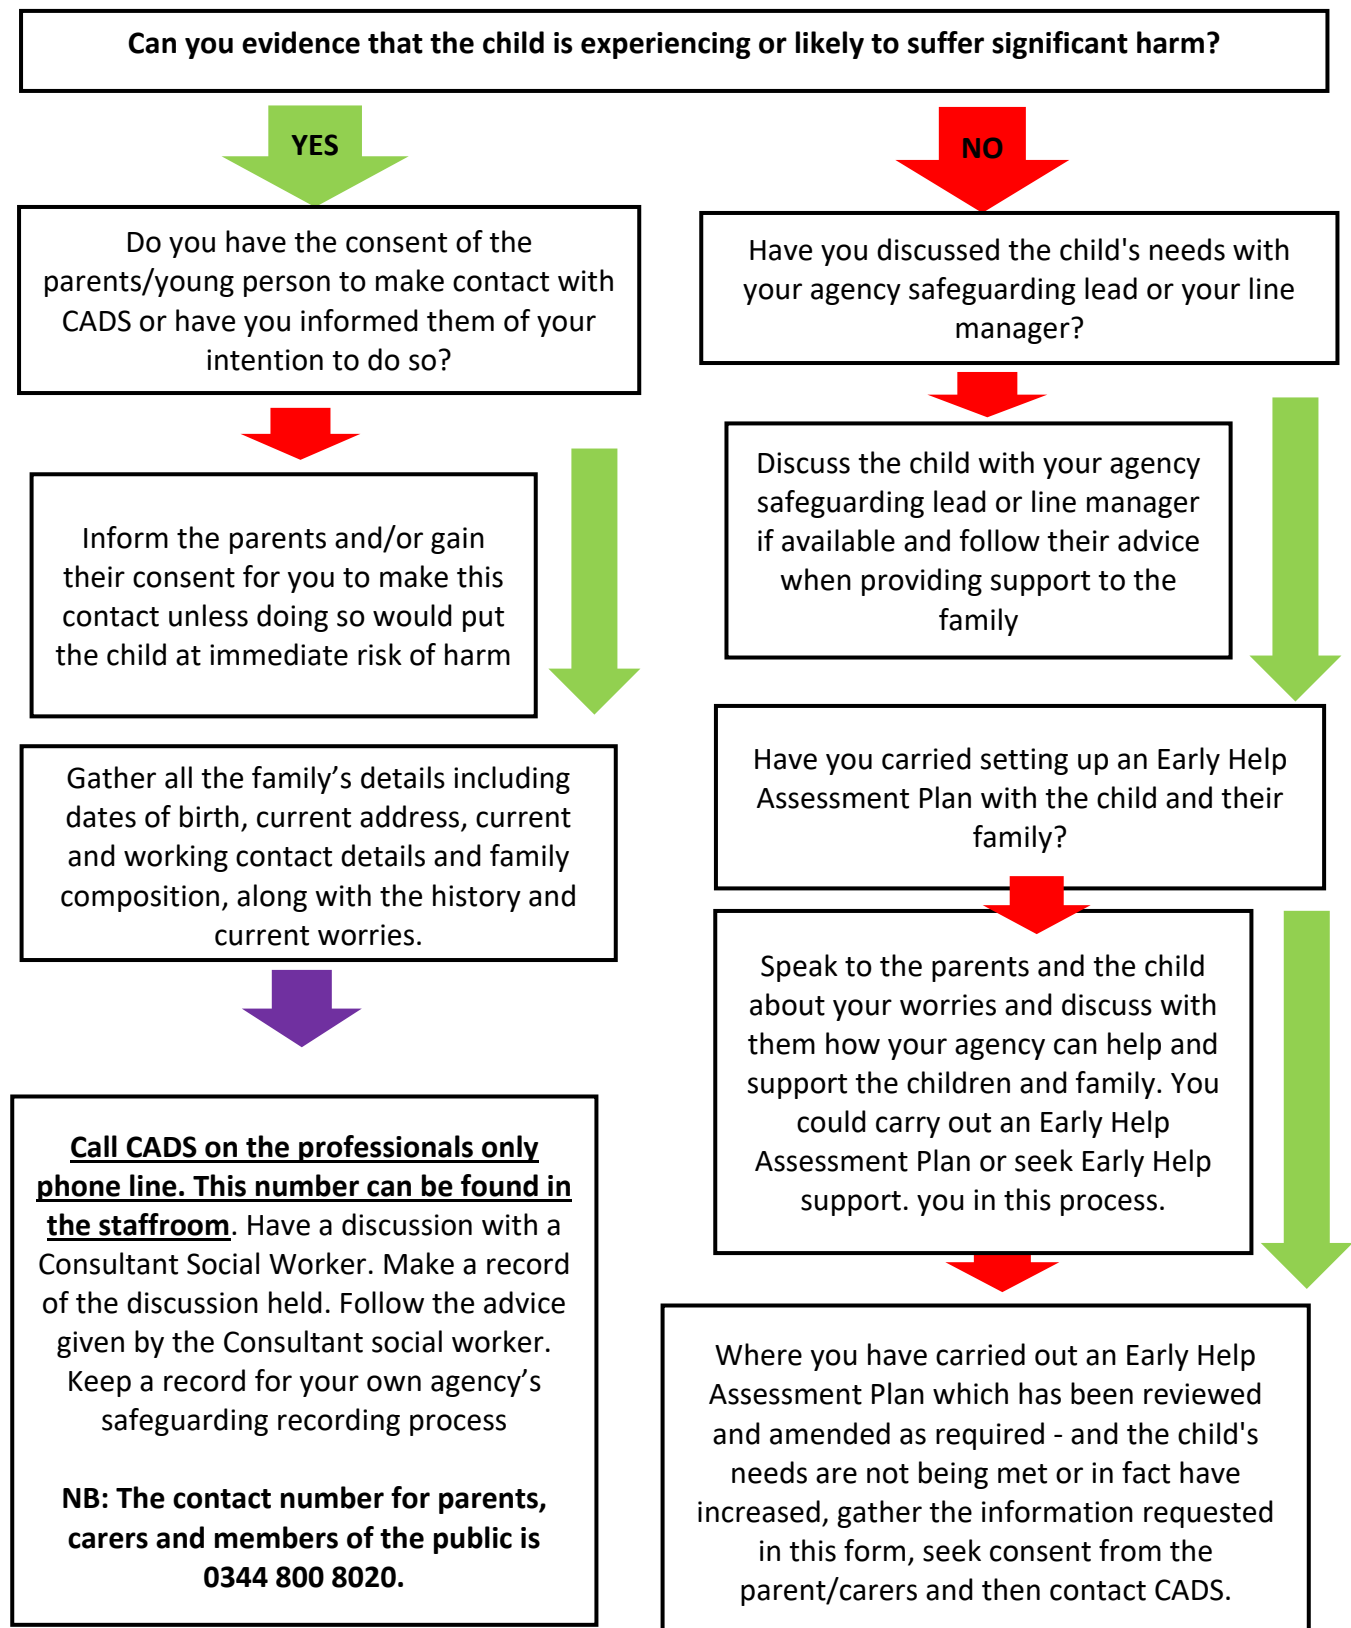 Can you evidence that the child is experiencing or likely to suffer significant harm?
YES
NO
Do you have the consent of the
parents/young person to make contact with
CADS or have you informed them of your
intention to do so?
Inform the parents and/or gain
their consent for you to make this
contact unless doing so would put
the child at immediate risk of harm
Gather all the family’s details including
dates of birth, current address, current
and working contact details and family
composition, along with the history and
current worries.
Call CADS on the professionals only
phone line. This number can be found in
the staffroom. Have a discussion with a
Consultant Social Worker. Make a record
of the discussion held. Follow the advice
given by the Consultant social worker.
Keep a record for your own agency’s
safeguarding recording process
NB: The contact number for parents,
carers and members of the public is
0344 800 8020.
Have you discussed the child's needs with
your agency safeguarding lead or your line
manager?
Discuss the child with your agency
safeguarding lead or line manager
if available and follow their advice
when providing support to the
family
Have you carried setting up an Early Help
Assessment Plan with the child and their
family?
Speak to the parents and the child
about your worries and discuss with
them how your agency can help and
support the children and family. You
could carry out an Early Help
Assessment Plan or seek Early Help
support. you in this process.
Where you have carried out an Early Help
Assessment Plan which has been reviewed
and amended as required - and the child's
needs are not being met or in fact have
increased, gather the information requested
in this form, seek consent from the
parent/carers and then contact CADS.